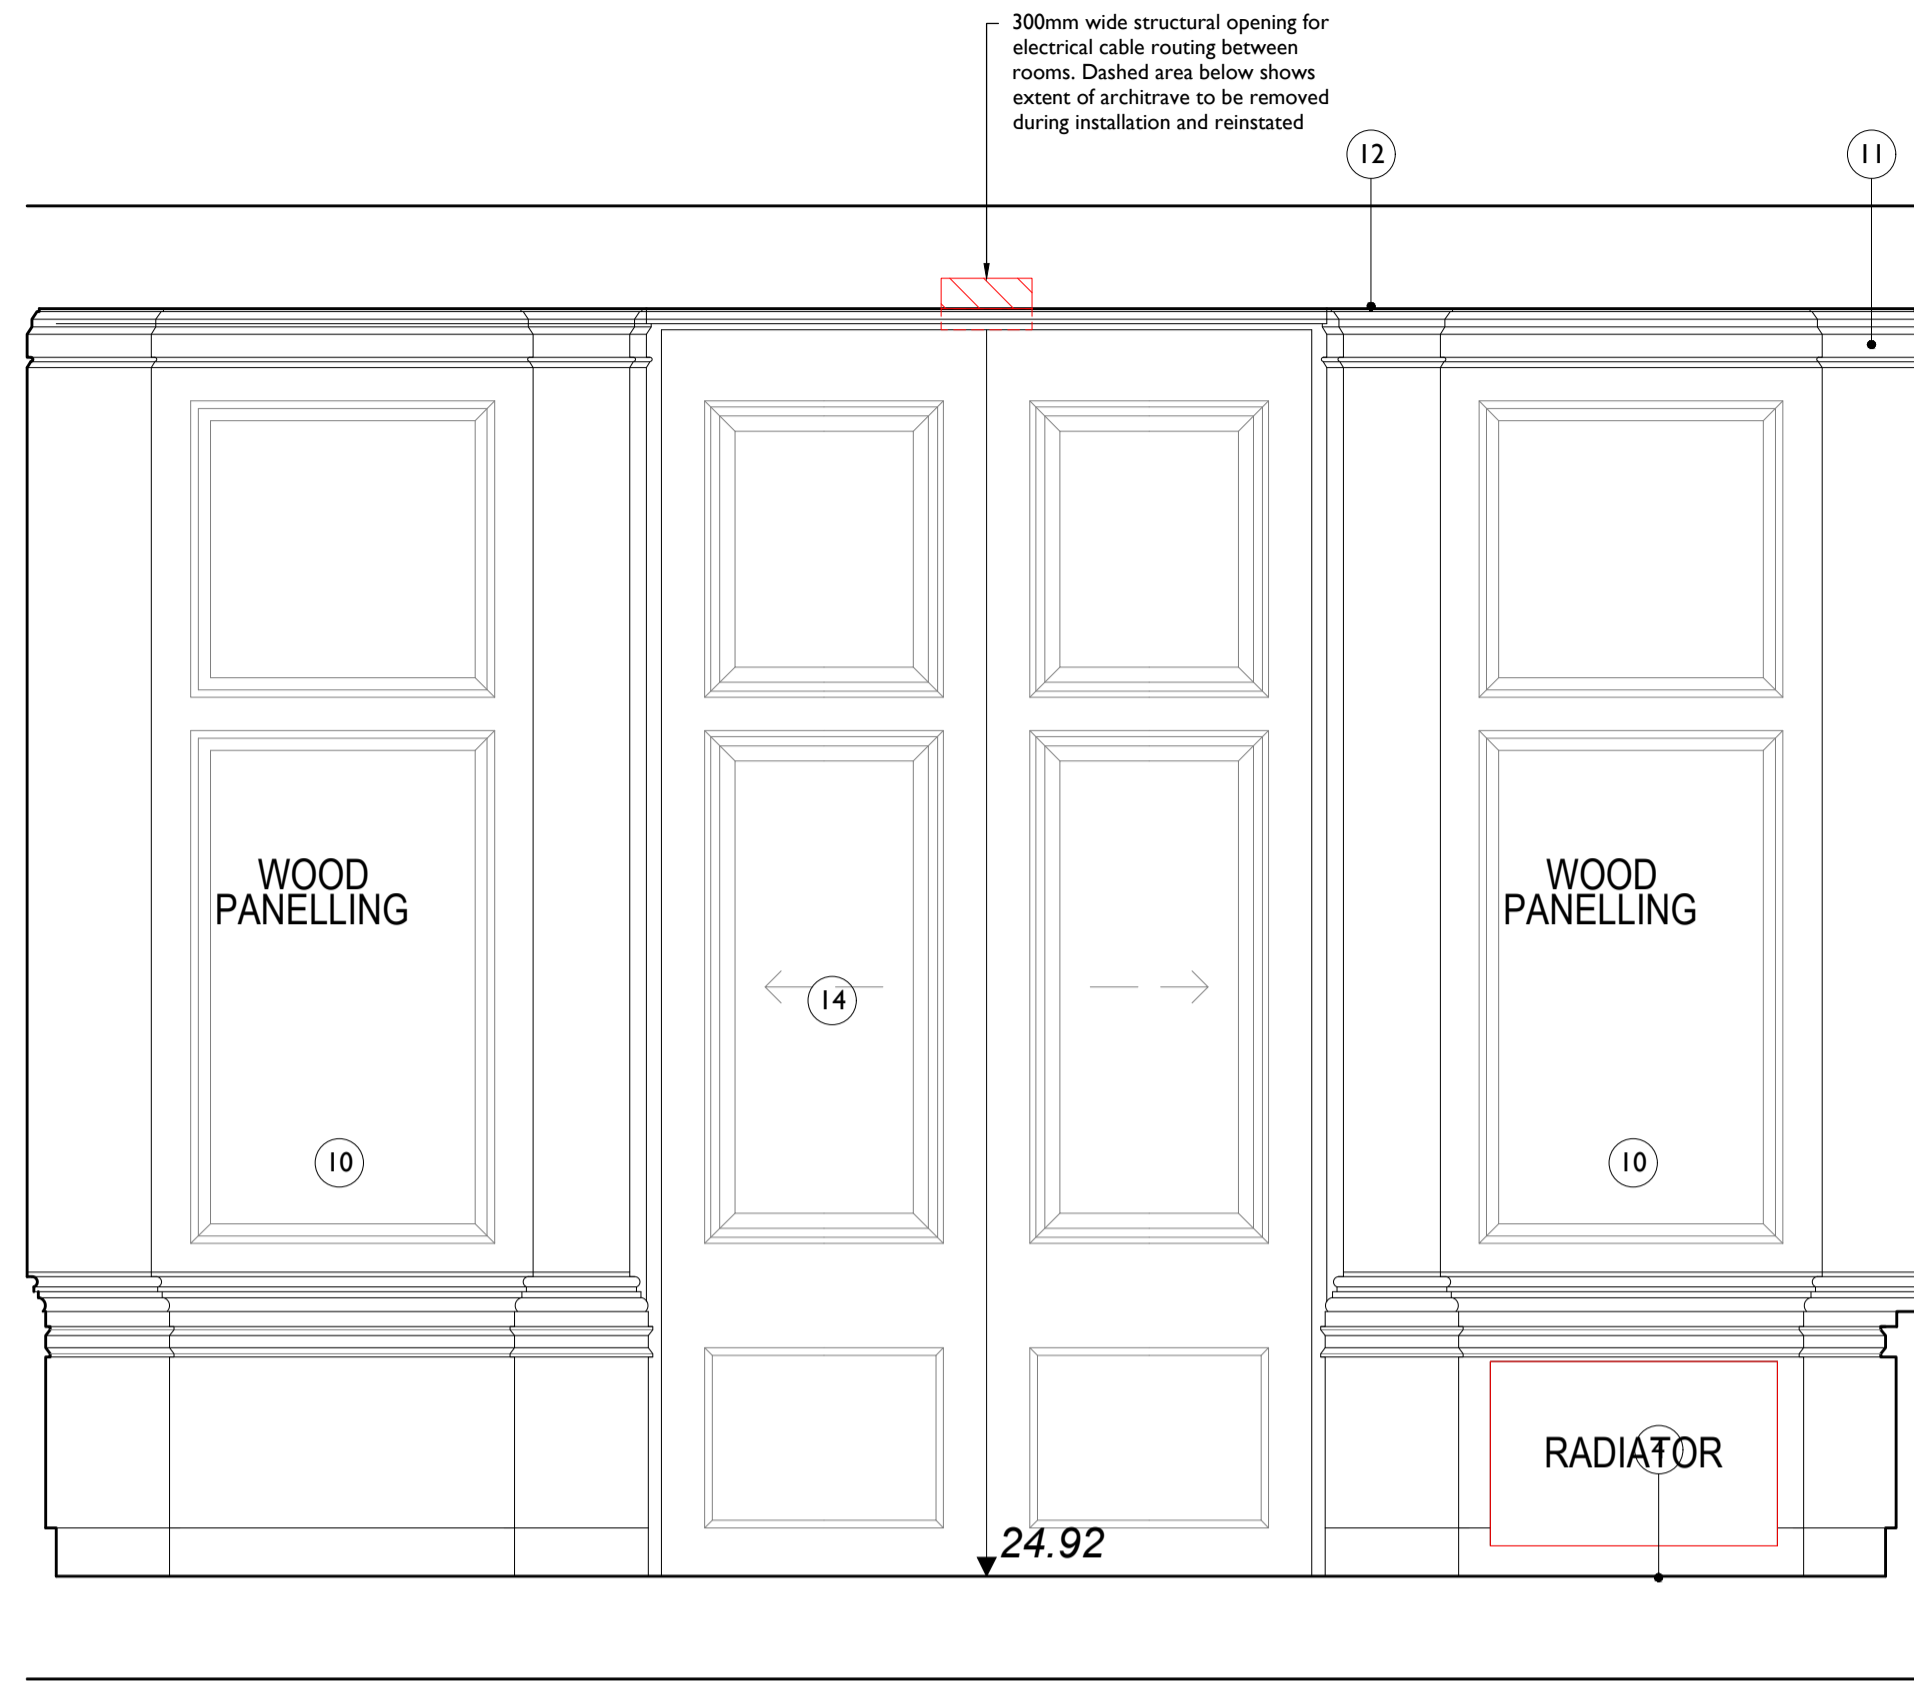 300mm wide structural opening for
electrical cable routing between
rooms. Dashed area below shows
extent of architrave to be removed
during installation and reinstated
12
11
WOOD
PANELLING
WOOD
PANELLING
14
10
10
RADIATOR
4
24.92